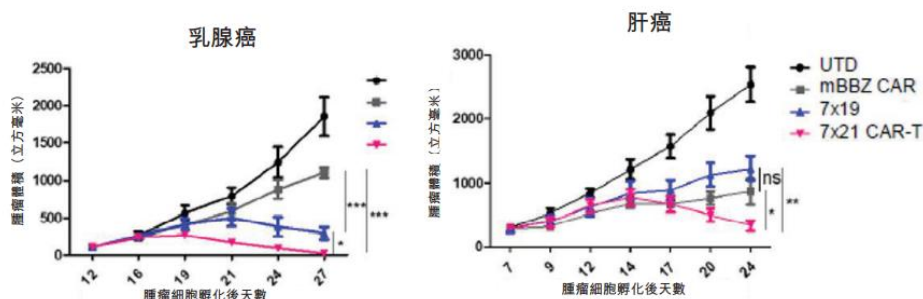 乳腺癌
腫瘤體積（立方毫米）
2500
2000
1500
1000
500
0
12 16 19 21 24 27
腫瘤細胞孵化後天數
***
***
*
肝癌
腫瘤體積（立方毫米）
3000
2000
1000
0
7 9 12 14 17 20 24
腫瘤細胞孵化後天數
ns
*
**
UTD
mBBZ CAR
7x19
7x21 CAR-T